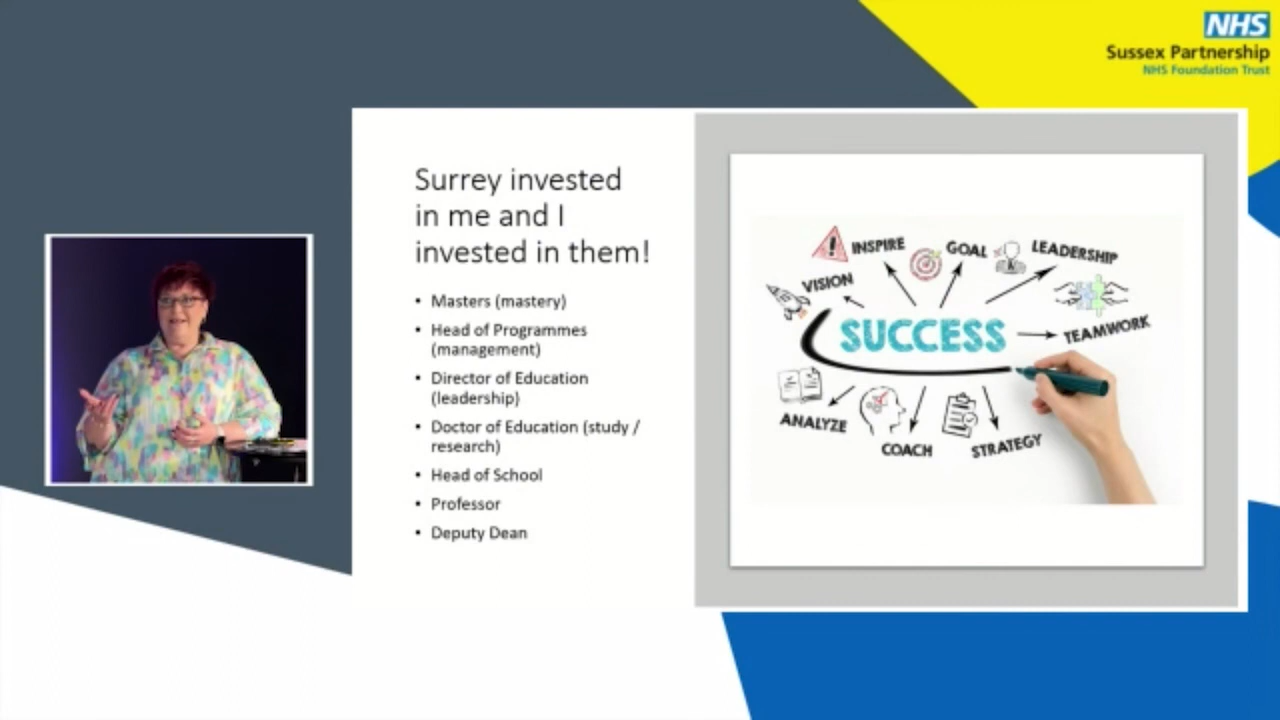 NHS
Sussex Partnership
NHS Foundation Trust
Surrey invested
in me and I
invested in them!
• Masters (mastery)
• Head of Programmes
(management)
• Director of Education
(leadership)
• Doctor of Education (study /
research)
• Head of School
• Professor
• Deputy Dean
INSPIRE
GOAL
LEADERSHIP
VISION
SUCCESS
TEAMWORK
ANALYZE
COACH
STRATEGY